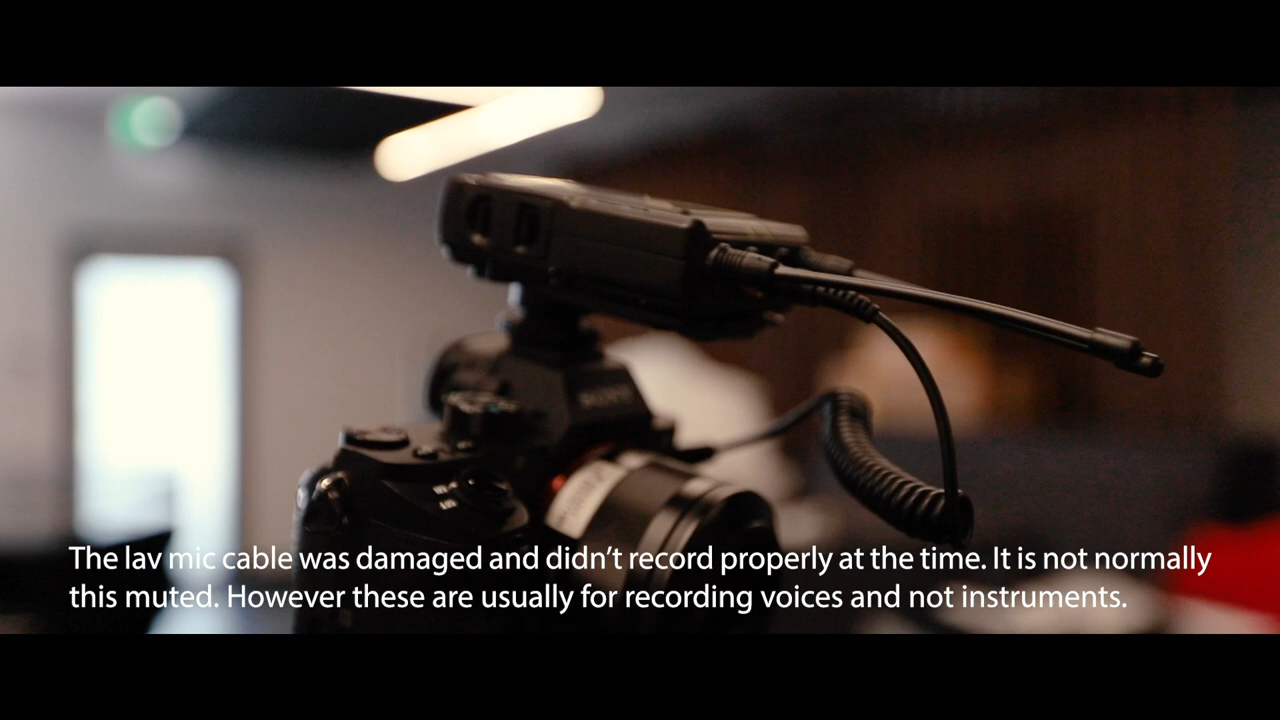 The lav mic cable was damaged and didn’t record properly at the time. It is not normally
this muted. However these are usually for recording voices and not instruments.